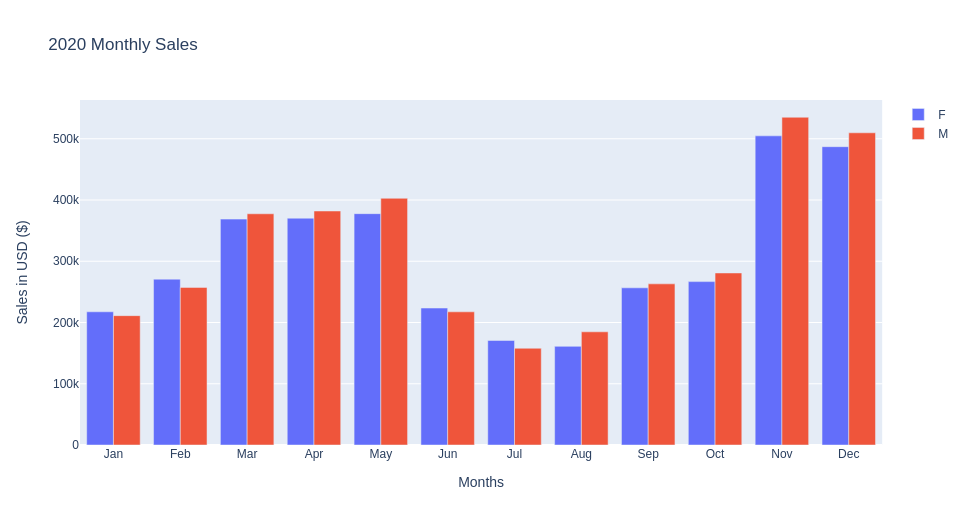 2020 Monthly Sales
F
M
500k
400k
300k
200k
100k
0
Sales in USD ($)
Jan Feb Mar Apr May Jun Jul Aug Sep Oct Nov Dec
Months